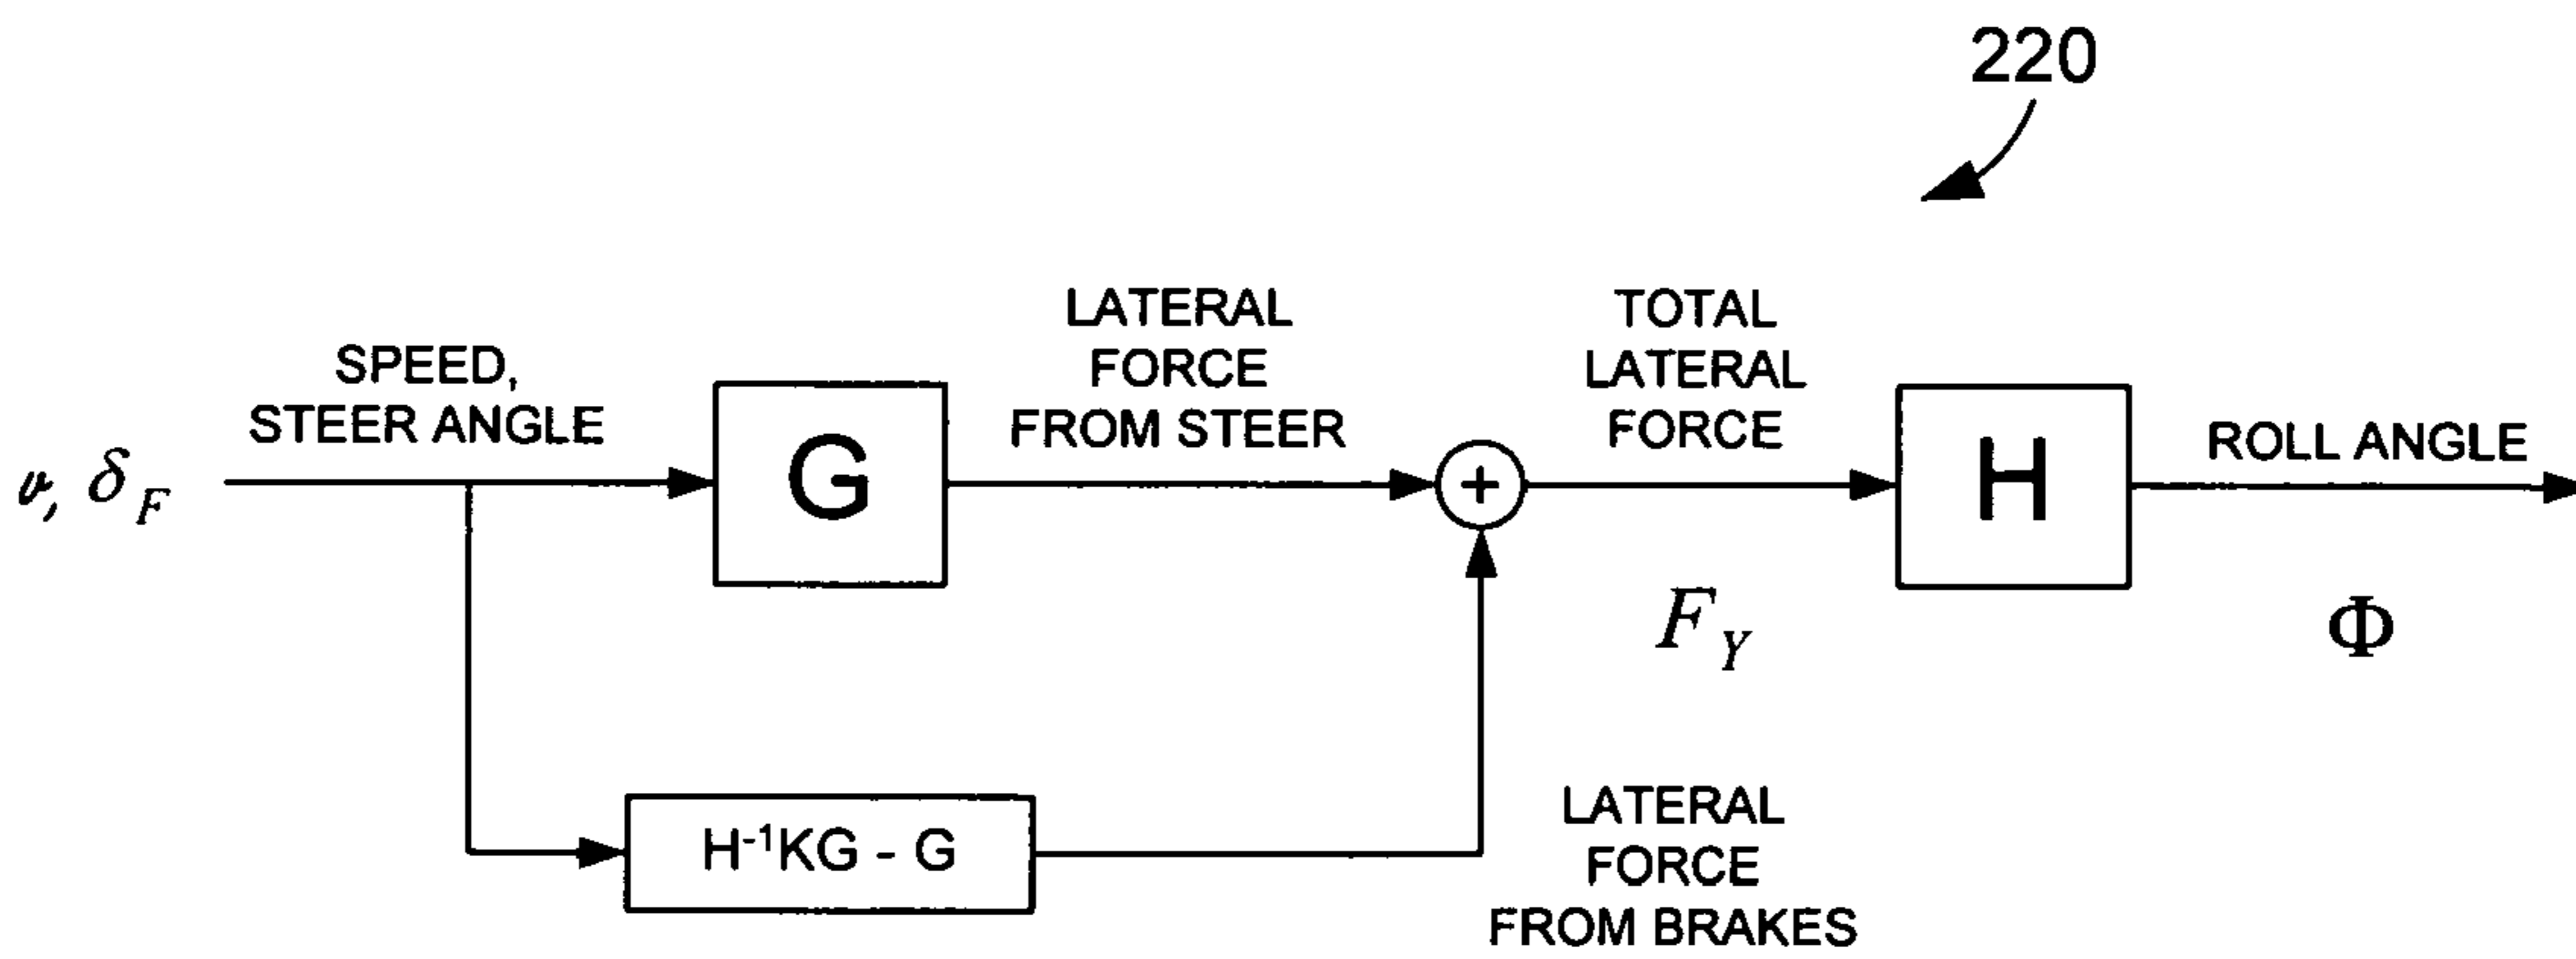 220
SPEED,
STEER ANGLE
LATERAL
FORCE
FROM STEER
TOTAL
LATERAL
FORCE
ROLL ANGLE
v, δF
G
+
H
FY
Φ
H-1KG - G
LATERAL
FORCE
FROM BRAKES